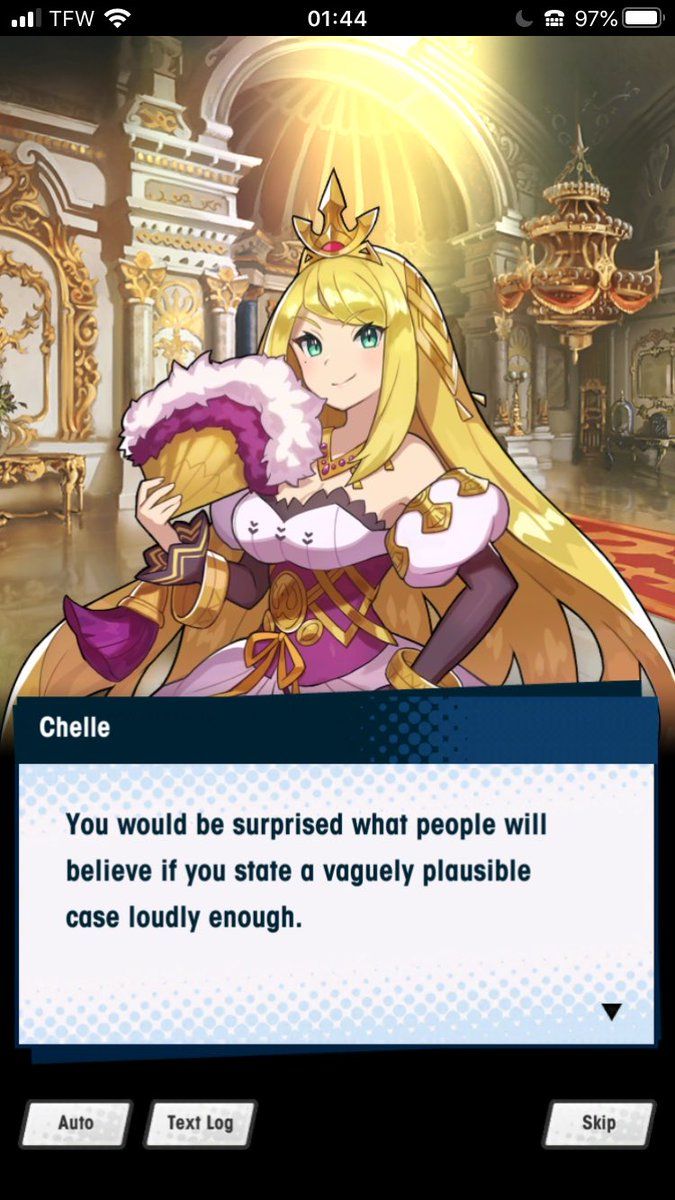 TFW 01:44 97%
Chelle
You would be surprised what people will
believe if you state a vaguely plausible
case loudly enough.
Auto Text Log Skip